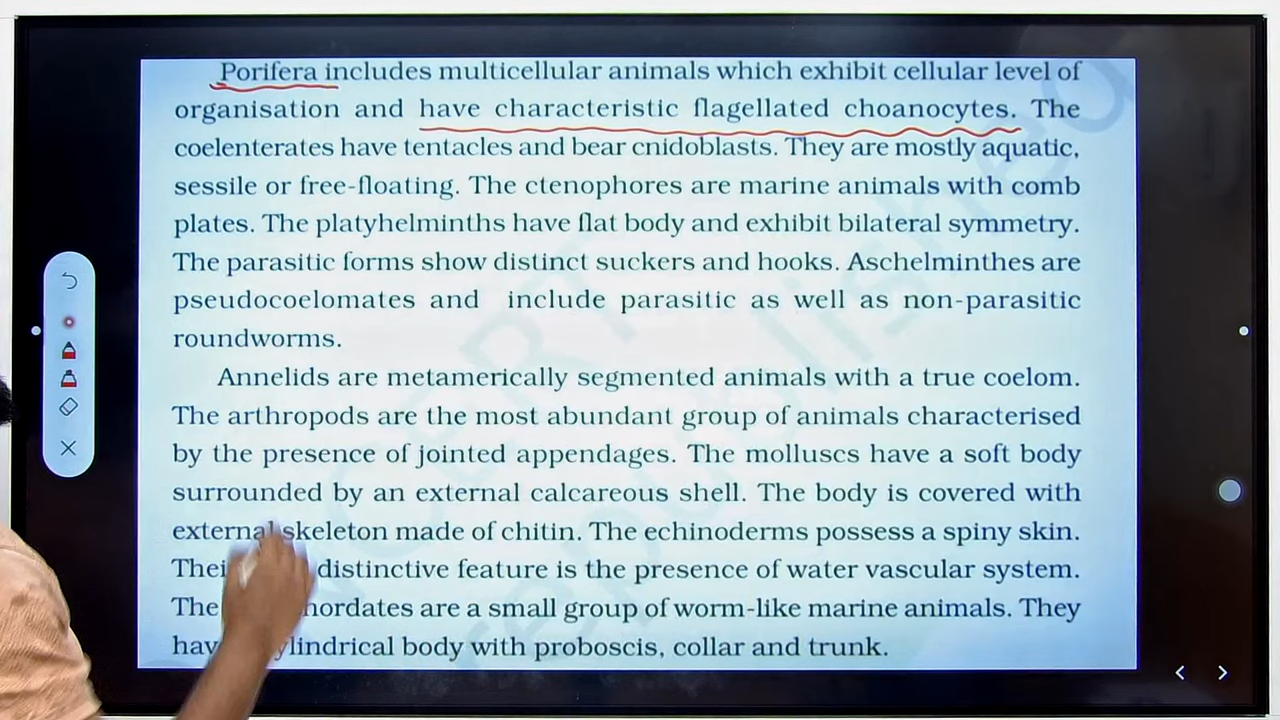 Porifera includes multicellular animals which exhibit cellular level of
organisation and have characteristic flagellated choanocytes. The
coelenterates have tentacles and bear cnidoblasts. They are mostly aquatic,
sessile or free-floating. The ctenophores are marine animals with comb
plates. The platyhelminths have flat body and exhibit bilateral symmetry.
The parasitic forms show distinct suckers and hooks. Aschelminthes are
pseudocoelomates and include parasitic as well as non-parasitic
roundworms.
Annelids are metamerically segmented animals with a true coelom.
The arthropods are the most abundant group of animals characterised
by the presence of jointed appendages. The molluscs have a soft body
surrounded by an external calcareous shell. The body is covered with
external skeleton made of chitin. The echinoderms possess a spiny skin.
distinctive feature is the presence of water vascular system.
The are a small group of worm-like marine animals. They
body with proboscis, collar and trunk.